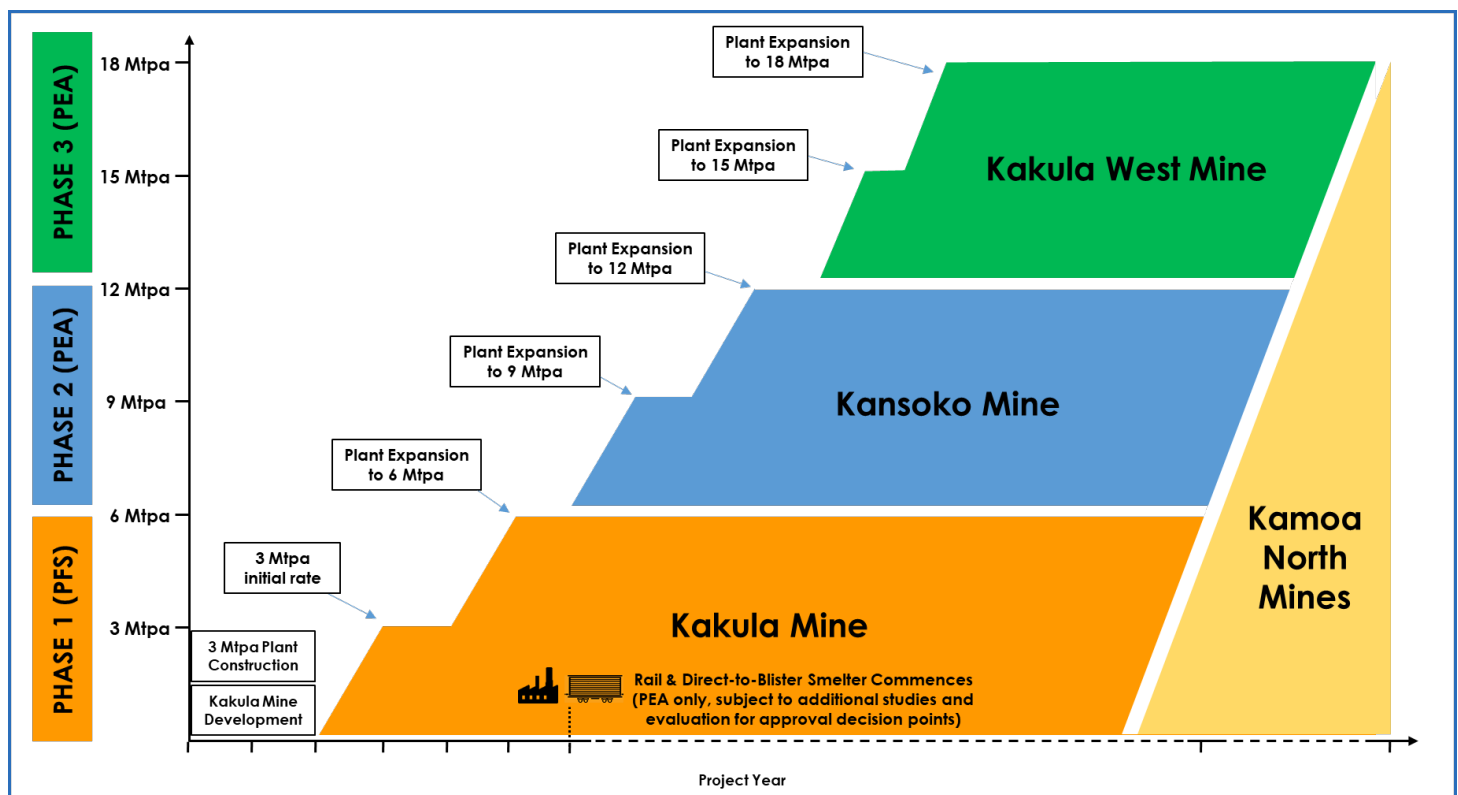 PHASE 3 (PEA)
PHASE 2 (PEA)
PHASE 1 (PFS)
18 Mtpa
15 Mtpa
12 Mtpa
9 Mtpa
6 Mtpa
3 Mtpa
Plant Expansion
to 18 Mtpa
Plant Expansion
to 15 Mtpa
Plant Expansion
to 12 Mtpa
Plant Expansion
to 9 Mtpa
Plant Expansion
to 6 Mtpa
3 Mtpa
initial rate
3 Mtpa Plant
Construction
Kakula Mine
Development
Kakula West Mine
Kansoko Mine
Kakula Mine
Kamoa
North
Mines
Rail & Direct-to-Blister Smelter Commences
(PEA only, subject to additional studies and
evaluation for approval decision points)
Project Year